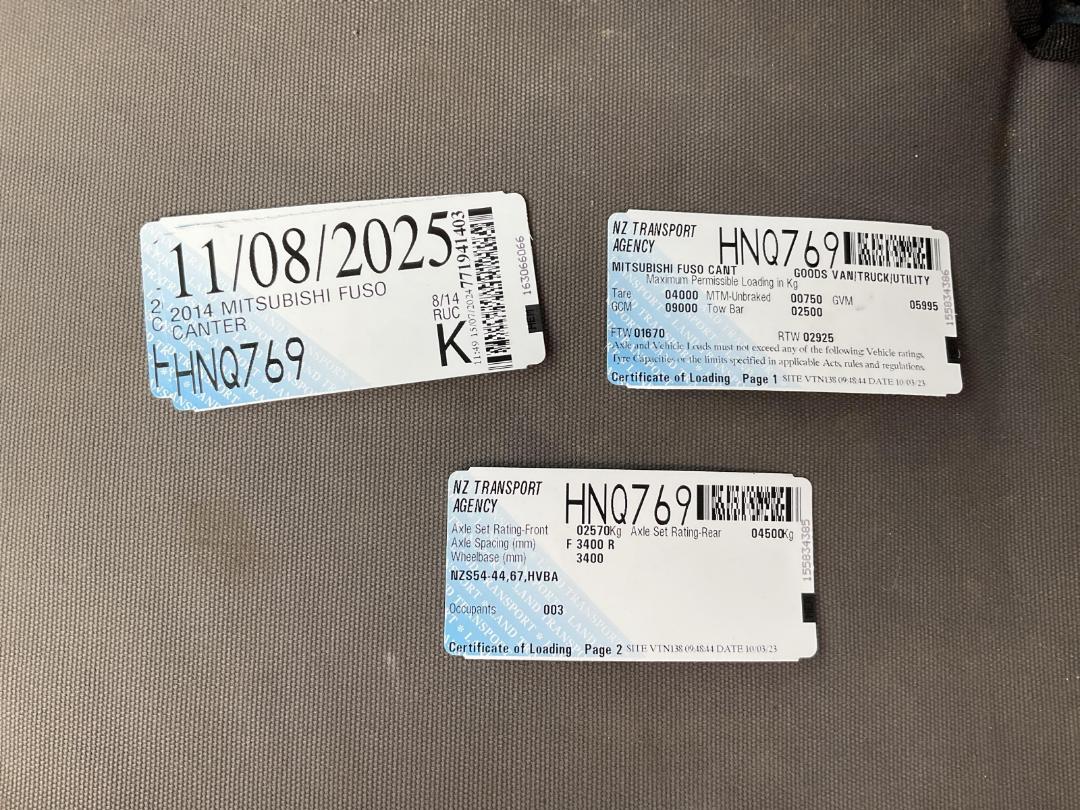 11/08/2025
2014 MITSUBISHI FUSO
CANTER
8/14
RUC
K
HNQ769
11:49 15/07/2024 771941403
163066066
NZ TRANSPORT
AGENCY
HNQ769
MITSUBISHI FUSO CANT GOODS VAN/TRUCK/UTILITY
Maximum Permissible Loading in Kg
Tare 04000 MTM-Unbraked 00750 GVM 05995
GCM 09000 Tow Bar 02500
FTW 01670 RTW 02925
Axle and Vehicle Loads must not exceed any of the following Vehicle ratings,
Tyre Capacities or the limits specified in applicable Acts, rules and regulations.
Certificate of Loading Page 1 SITE VTN138 09:48:44 DATE 10/03/23
155834386
NZ TRANSPORT
AGENCY
HNQ769
Axle Set Rating-Front 02570Kg Axle Set Rating-Rear 04500Kg
Axle Spacing (mm) F 3400 R
Wheelbase (mm) 3400
NZS54-44,67,HVBA
Occupants 003
Certificate of Loading Page 2 SITE VTN138 09:48:44 DATE 10/03/23
155834385